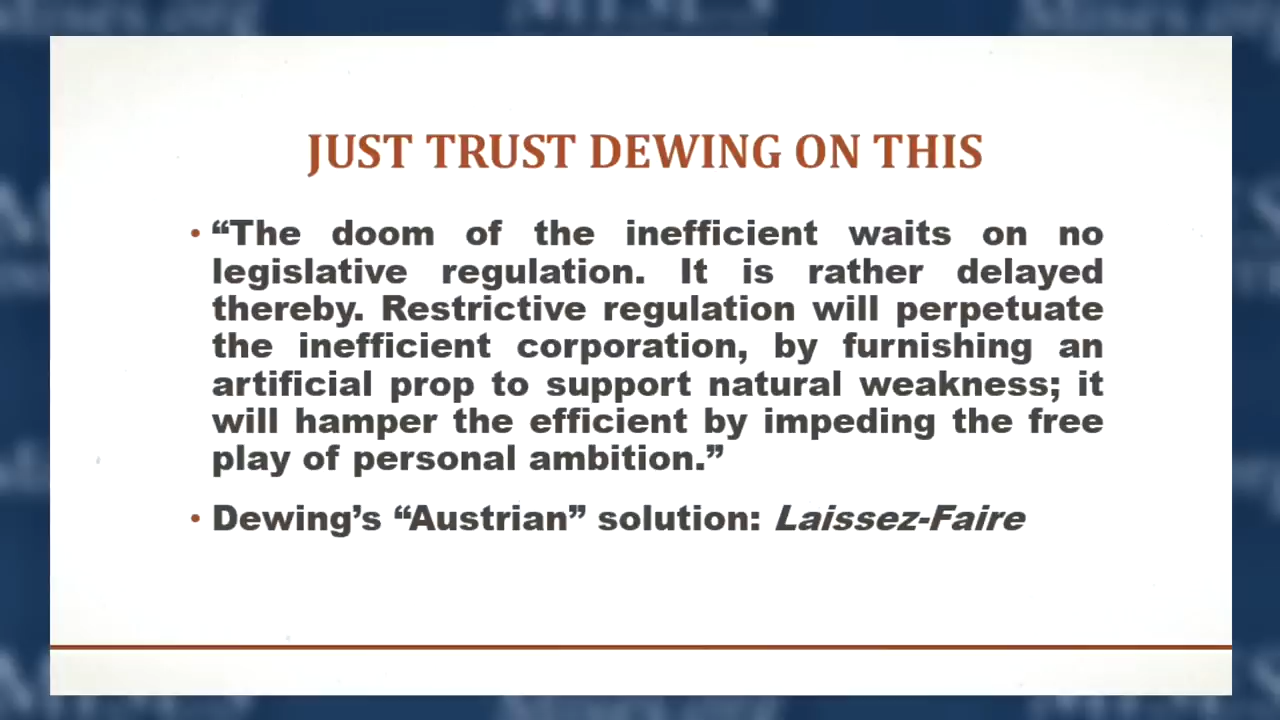 JUST TRUST DEWING ON THIS
• “The doom of the inefficient waits on no
legislative regulation. It is rather delayed
thereby. Restrictive regulation will perpetuate
the inefficient corporation, by furnishing an
artificial prop to support natural weakness; it
will hamper the efficient by impeding the free
play of personal ambition.”
• Dewing’s “Austrian” solution: Laissez-Faire